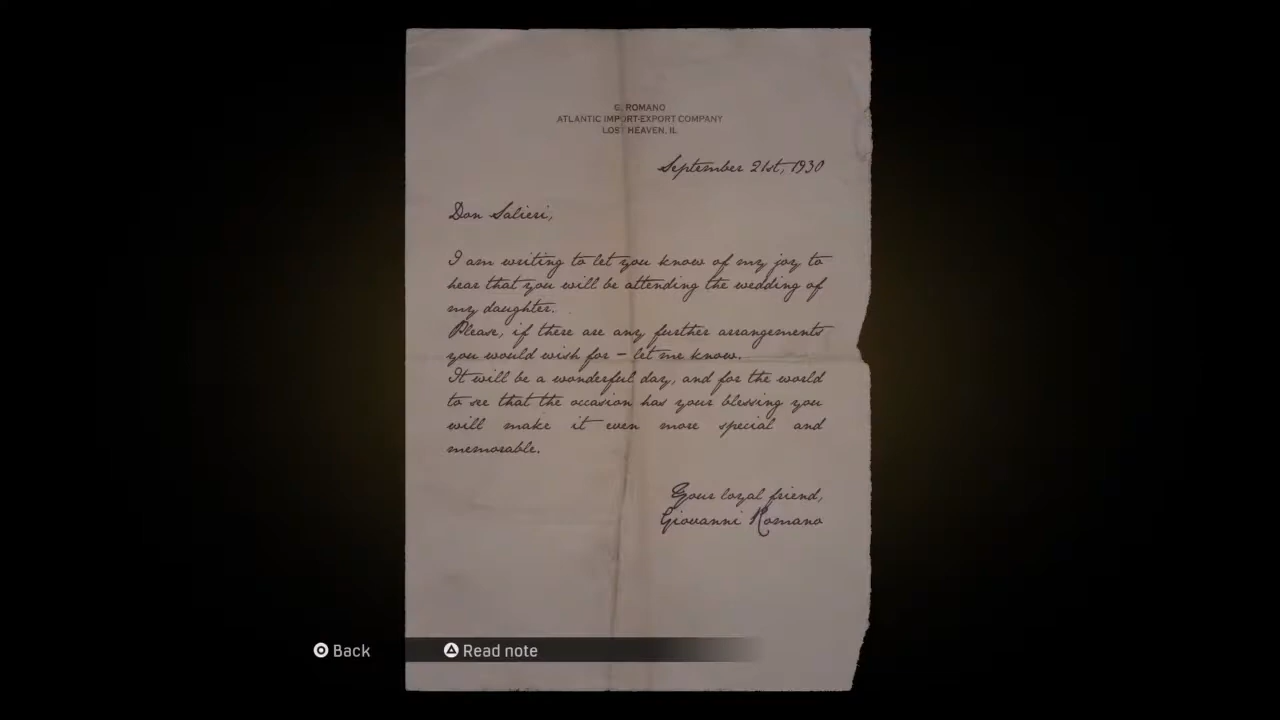 G. ROMANO
ATLANTIC IMPORT-EXPORT COMPANY
LOST HEAVEN, IL
September 21st, 1930
Don Salieri,
I am writing to let you know of my joy to
hear that you will be attending the wedding of
my daughter.
Please, if there are any further arrangements
you would wish for – let me know.
It will be a wonderful day, and for the world
to see that the occasion has your blessing you
will make it even more special and
memorable.
Your loyal friend,
Giovanni Romano
Back
Read note